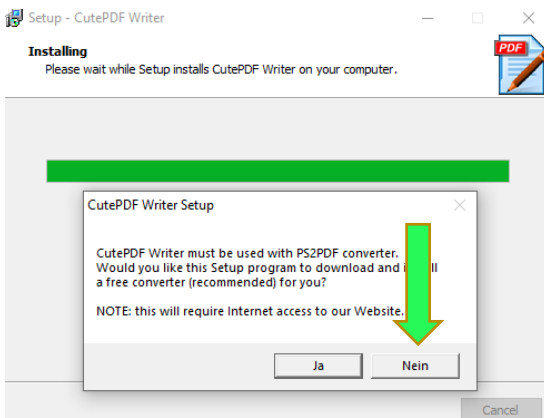 Setup - CutePDF Writer
Installing
Please wait while Setup installs CutePDF Writer on your computer.
PDF
CutePDF Writer Setup
CutePDF Writer must be used with PS2PDF converter.
Would you like this Setup program to download and
a free converter (recommended) for you?
NOTE: this will require Internet access to our Website.
Ja
Nein
Cancel